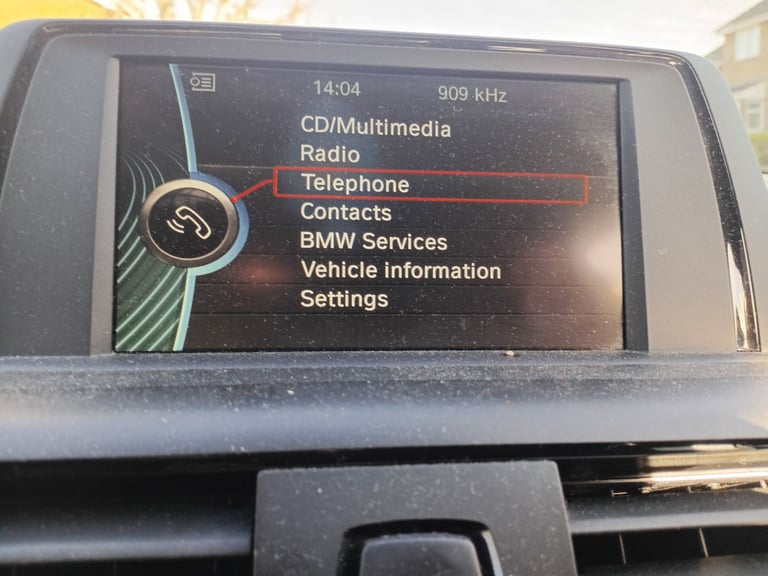 14:04 909 kHz
CD/Multimedia
Radio
Telephone
Contacts
BMW Services
Vehicle information
Settings